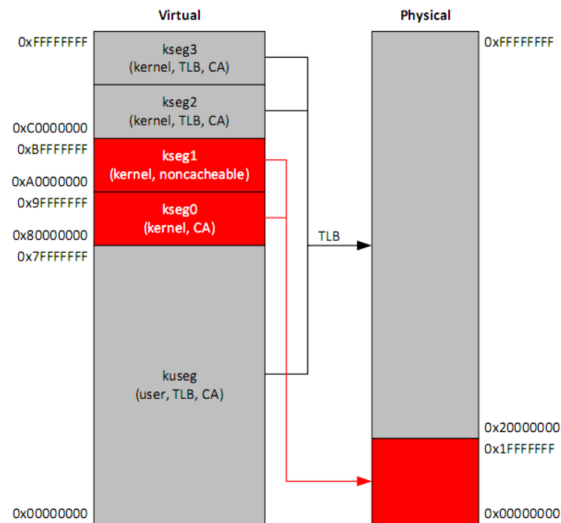 Virtual
Physical
0xFFFFFFFF
kseg3
(kernel, TLB, CA)
0xFFFFFFFF
kseg2
(kernel, TLB, CA)
0xC0000000
0xBFFFFFFF
kseg1
(kernel, noncacheable)
0xA0000000
0x9FFFFFFF
kseg0
(kernel, CA)
0x80000000
0x7FFFFFFF
TLB
kuseg
(user, TLB, CA)
0x20000000
0x1FFFFFFF
0x00000000
0x00000000